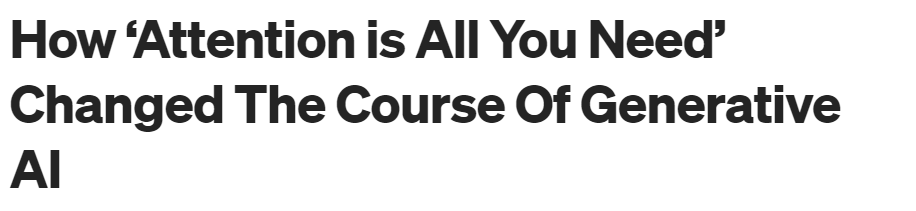 How ‘Attention is All You Need’
Changed The Course Of Generative
AI